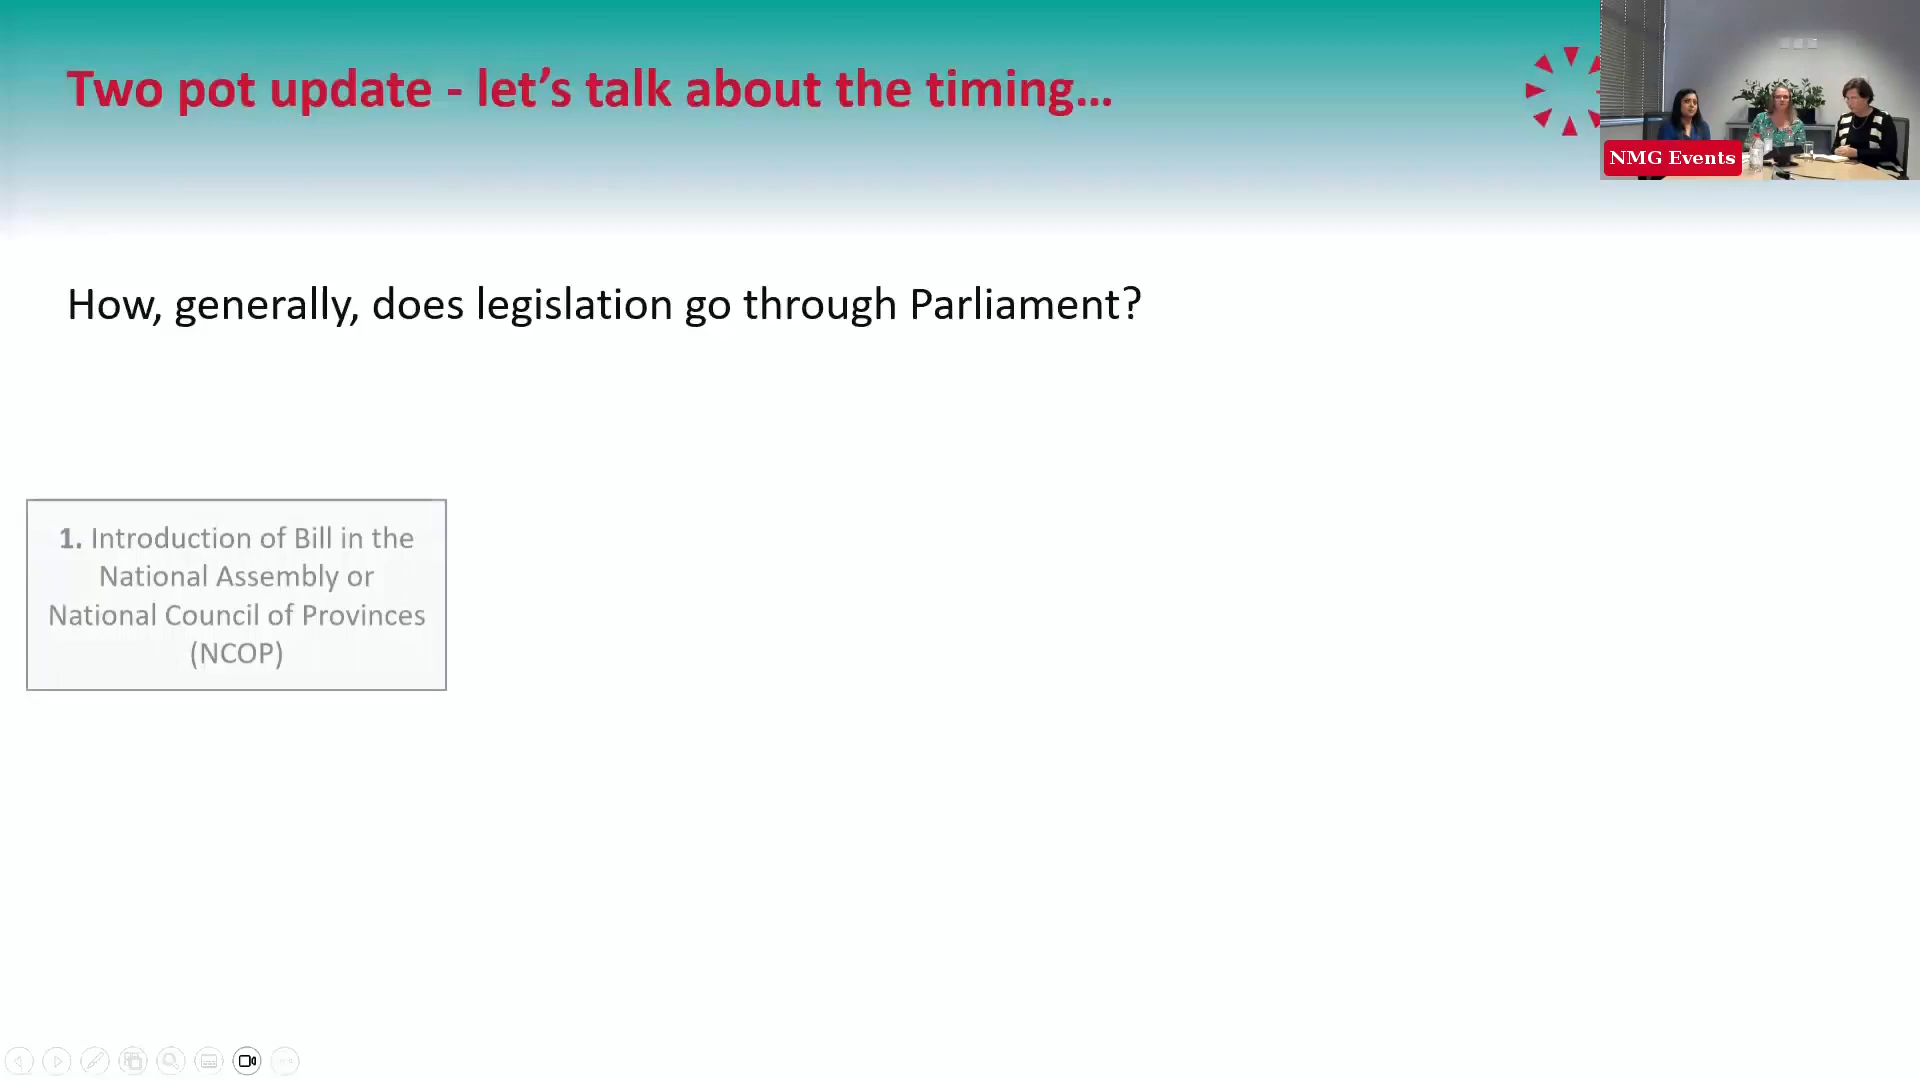 Two pot update - let’s talk about the timing…
NMG Events
How, generally, does legislation go through Parliament?
1. Introduction of Bill in the
National Assembly or
National Council of Provinces
(NCOP)